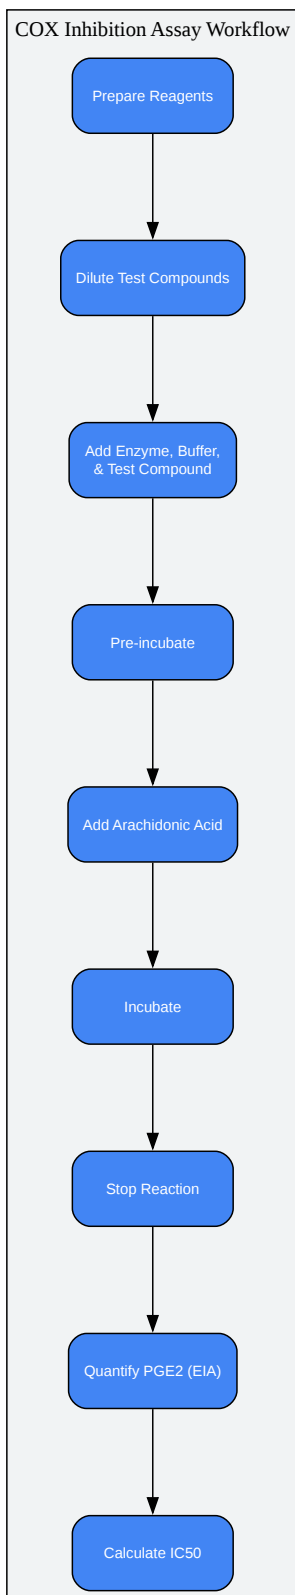 COX Inhibition Assay Workflow
Prepare Reagents
Dilute Test Compounds
Add Enzyme, Buffer,
& Test Compound
Pre-incubate
Add Arachidonic Acid
Incubate
Stop Reaction
Quantify PGE2 (EIA)
Calculate IC50